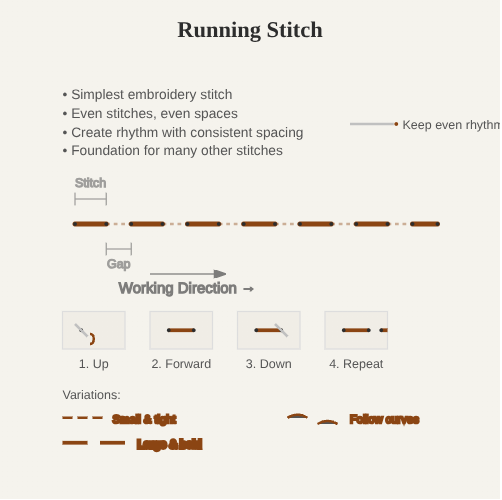 Running Stitch
• Simplest embroidery stitch
• Even stitches, even spaces
• Create rhythm with consistent spacing
• Foundation for many other stitches
Keep even rhythm
Stitch
Gap
Working Direction →
1. Up
2. Forward
3. Down
4. Repeat
Variations:
Small & tight
Follow curves
Large & bold